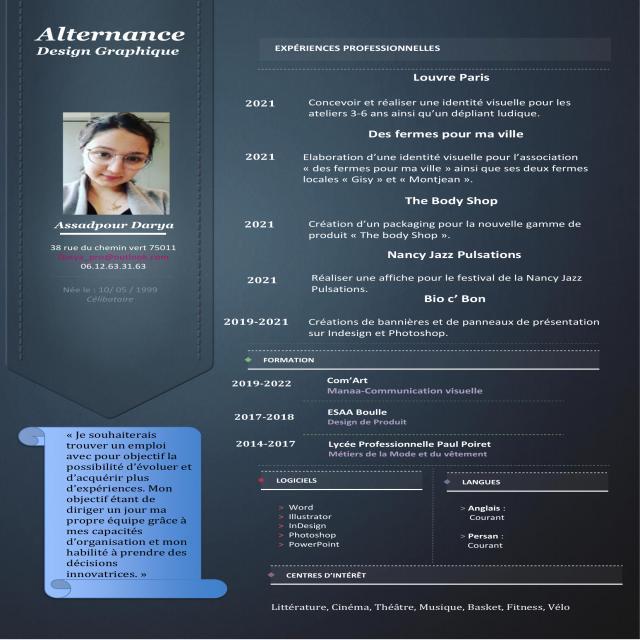 Alternance
Design Graphique
Assadpour Darya
38 rue du chemin vert 75011
Darya_pro@outlook.com
06.12.63.31.63
Née le : 10/ 05 / 1999
Célibataire
« Je souhaiterais
trouver un emploi
avec pour objectif la
possibilité d’évoluer et
d’acquérir plus
d’expériences. Mon
objectif étant de
diriger un jour ma
propre équipe grâce à
mes capacités
d’organisation et mon
habilité à prendre des
décisions
innovatrices. »
EXPÉRIENCES PROFESSIONNELLES
Louvre Paris
2021 Concevoir et réaliser une identité visuelle pour les
ateliers 3-6 ans ainsi qu’un dépliant ludique.
Des fermes pour ma ville
2021 Elaboration d’une identité visuelle pour l’association
« des fermes pour ma ville » ainsi que ses deux fermes
locales « Gisy » et « Montjean ».
The Body Shop
2021 Création d’un packaging pour la nouvelle gamme de
produit « The body Shop ».
Nancy Jazz Pulsations
2021 Réaliser une affiche pour le festival de la Nancy Jazz
Pulsations.
Bio c’ Bon
2019-2021 Créations de bannières et de panneaux de présentation
sur Indesign et Photoshop.
FORMATION
2019-2022 Com’Art
Manaa-Communication visuelle
2017-2018 ESAA Boulle
Design de Produit
2014-2017 Lycée Professionnelle Paul Poiret
Métiers de la Mode et du vêtement
LOGICIELS
> Word
> Illustrator
> InDesign
> Photoshop
> PowerPoint
LANGUES
> Anglais :
Courant
> Persan :
Courant
CENTRES D’INTÉRÊT
Littérature, Cinéma, Théâtre, Musique, Basket, Fitness, Vélo